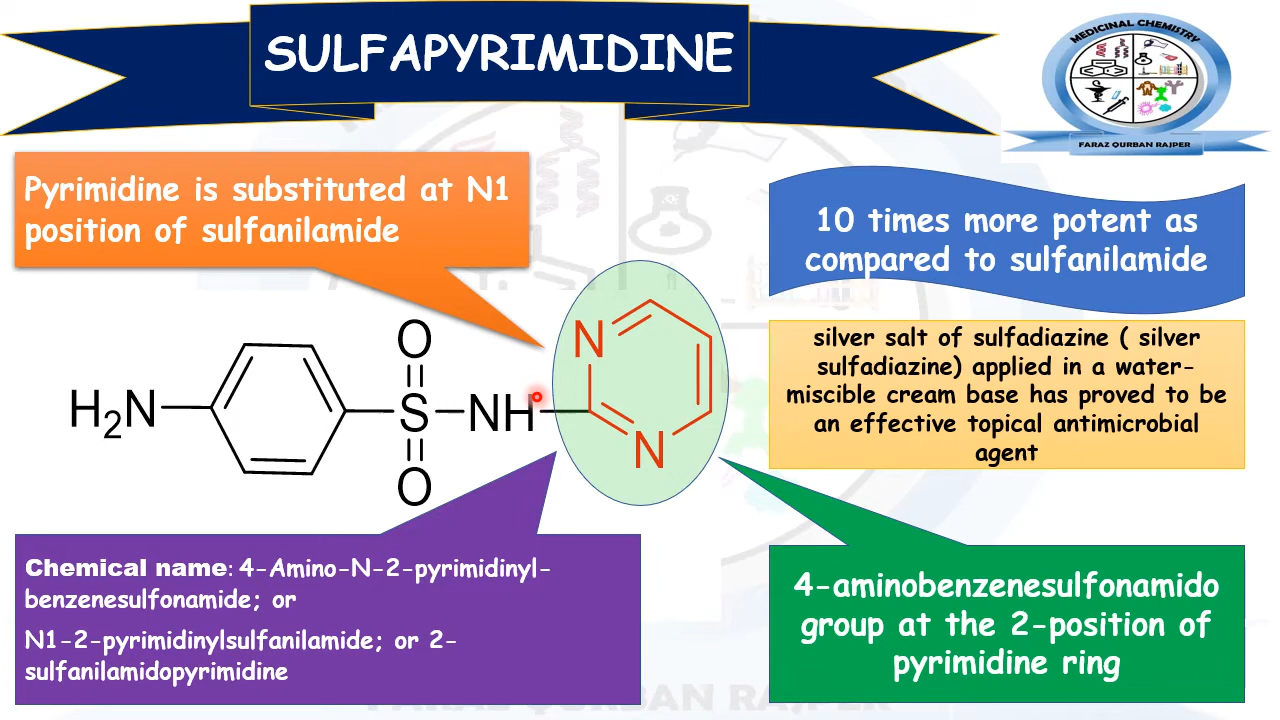 SULFAPYRIMIDINE
MEDICINAL CHEMISTRY
FARAZ QURBAN RAJPER
Pyrimidine is substituted at N1
position of sulfanilamide
10 times more potent as
compared to sulfanilamide
silver salt of sulfadiazine ( silver
sulfadiazine) applied in a water-
miscible cream base has proved to be
an effective topical antimicrobial
agent
O
N
H2N
S
NH
N
O
Chemical name: 4-Amino-N-2-pyrimidinyl-
benzenesulfonamide; or
N1-2-pyrimidinylsulfanilamide; or 2-
sulfanilamidopyrimidine
4-aminobenzenesulfonamido
group at the 2-position of
pyrimidine ring
FARAZ QURBAN RAJPER